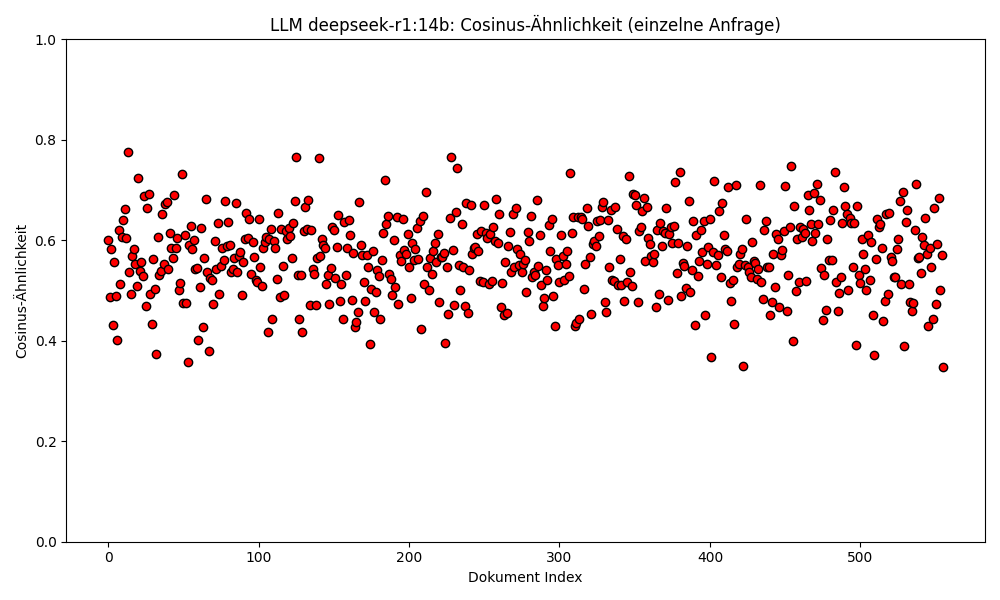 LLM deepseek-r1:14b: Cosinus-Ähnlichkeit (einzelne Anfrage)
Cosinus-Ähnlichkeit
1.0
0.8
0.6
0.4
0.2
0.0
0 100 200 300 400 500
Dokument Index